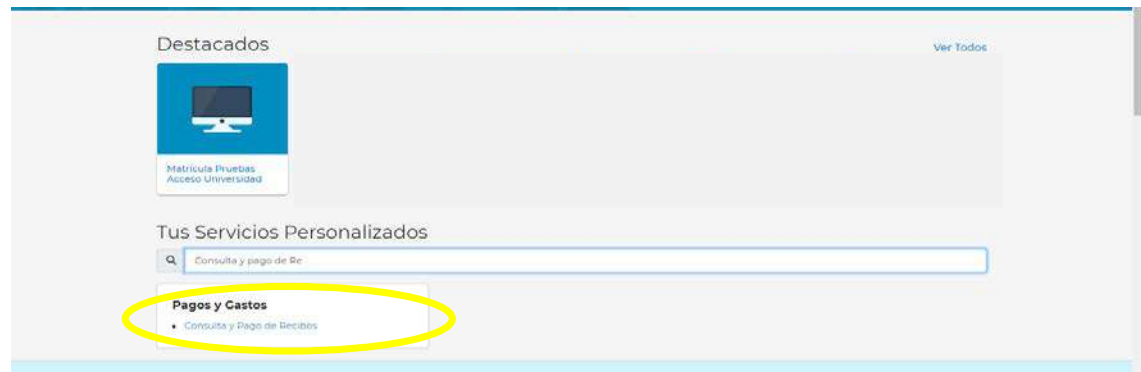 Destacados
Ver Todos
Matrícula Pruebas
Acceso Universidad
Tus Servicios Personalizados
Consulta y pago de Re
Pagos y Gastos
Consulta y Pago de Recibos